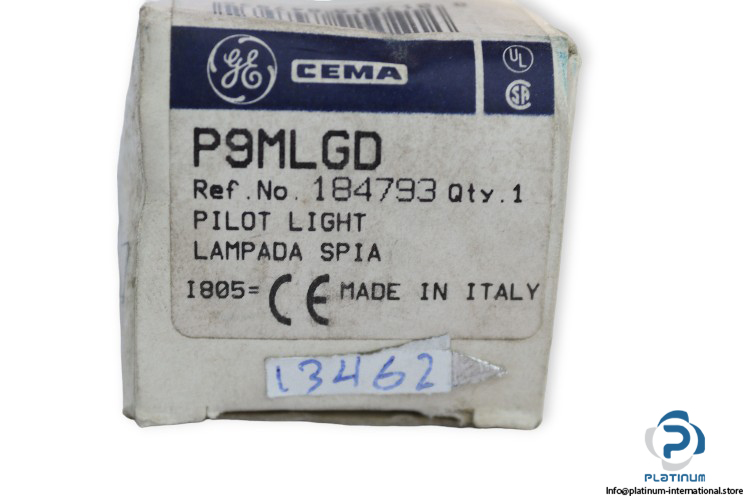 GE CEMA
UL
SA
P9MLGD
Ref.No. 184793 Qty.1
PILOT LIGHT
LAMPADA SPIA
I805= CE MADE IN ITALY
13462
PLATINUM
Info@platinum-international.store